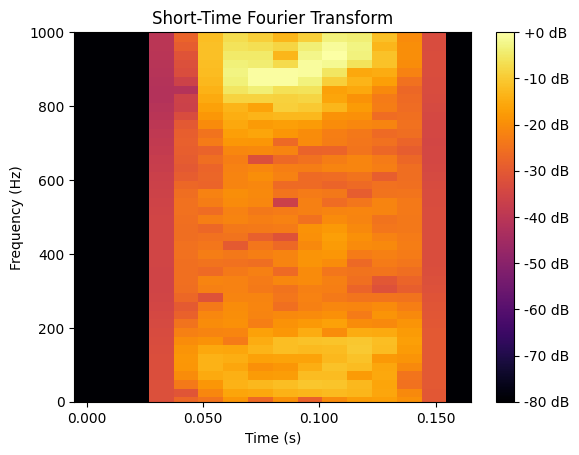 Short-Time Fourier Transform
Frequency (Hz)
1000
800
600
400
200
0
0.000
0.050
0.100
0.150
Time (s)
+0 dB
-10 dB
-20 dB
-30 dB
-40 dB
-50 dB
-60 dB
-70 dB
-80 dB